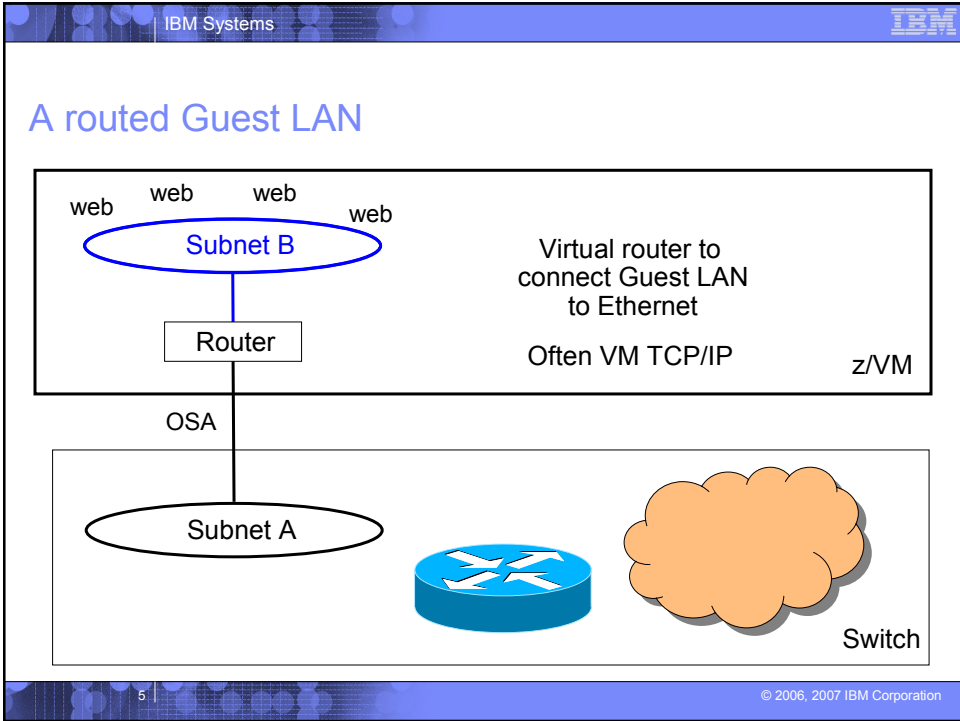 IBM Systems
IBM
A routed Guest LAN
web
web
web
web
Subnet B
Router
Virtual router to
connect Guest LAN
to Ethernet
Often VM TCP/IP
z/VM
OSA
Subnet A
Switch
5
© 2006, 2007 IBM Corporation